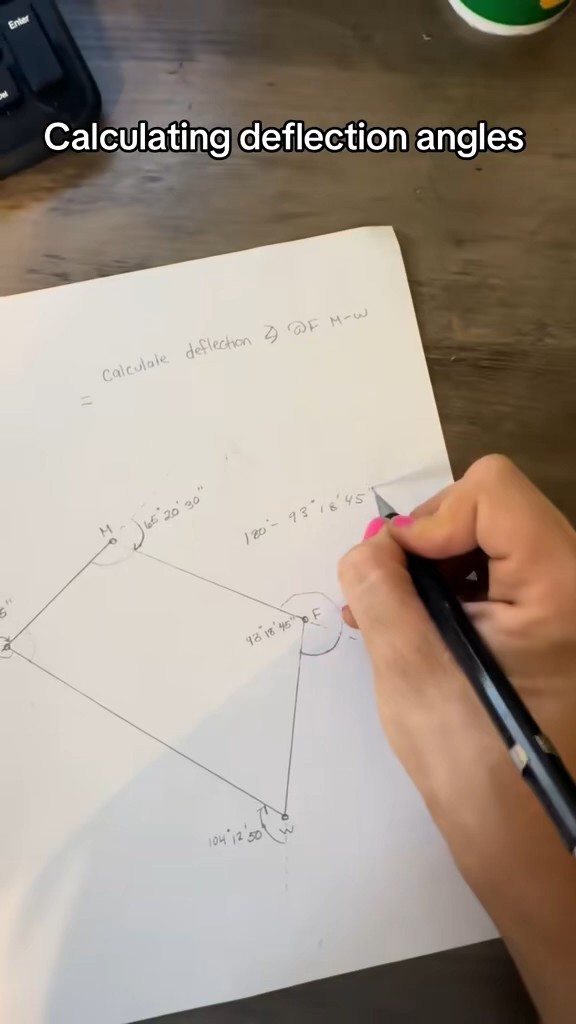 Enter
Calculating deflection angles
Calculate deflection ∠ @F M-W
=
M
65°20'30"
180°- 93°18'45
5"
93°18'45"
F
104°12'50"
W